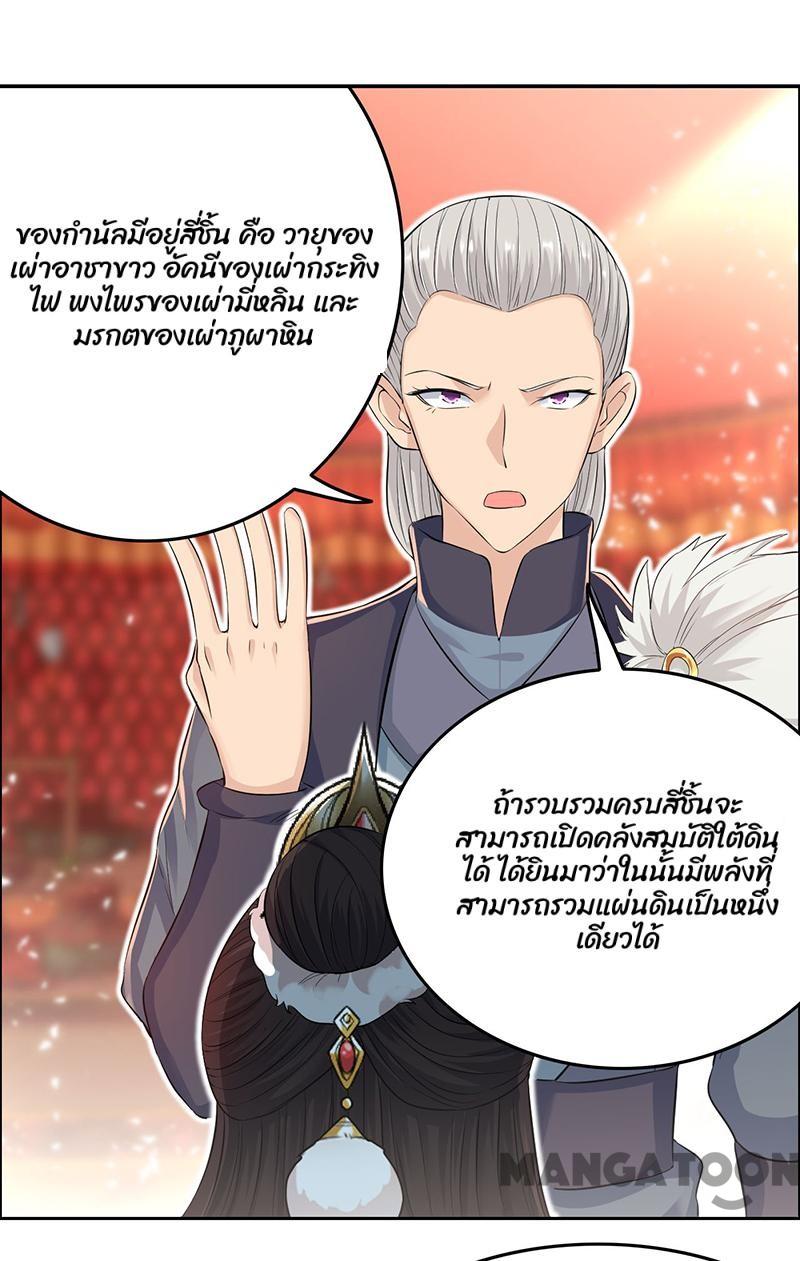 ของกำนัลมีอยู่สี่ชิ้น คือ วายุของ
เผ่าอาชาขาว อัคนีของเผ่ากระทิง
ไฟ พงไพรของเผ่ามี่หลิน และ
มรกตของเผ่าภูผาหิน
ถ้ารวบรวมครบสี่ชิ้นจะ
สามารถเปิดคลังสมบัติใต้ดิน
ได้ ได้ยินมาว่าในนั้นมีพลังที่
สามารถรวมแผ่นดินเป็นหนึ่ง
เดียวได้
MANGATOON